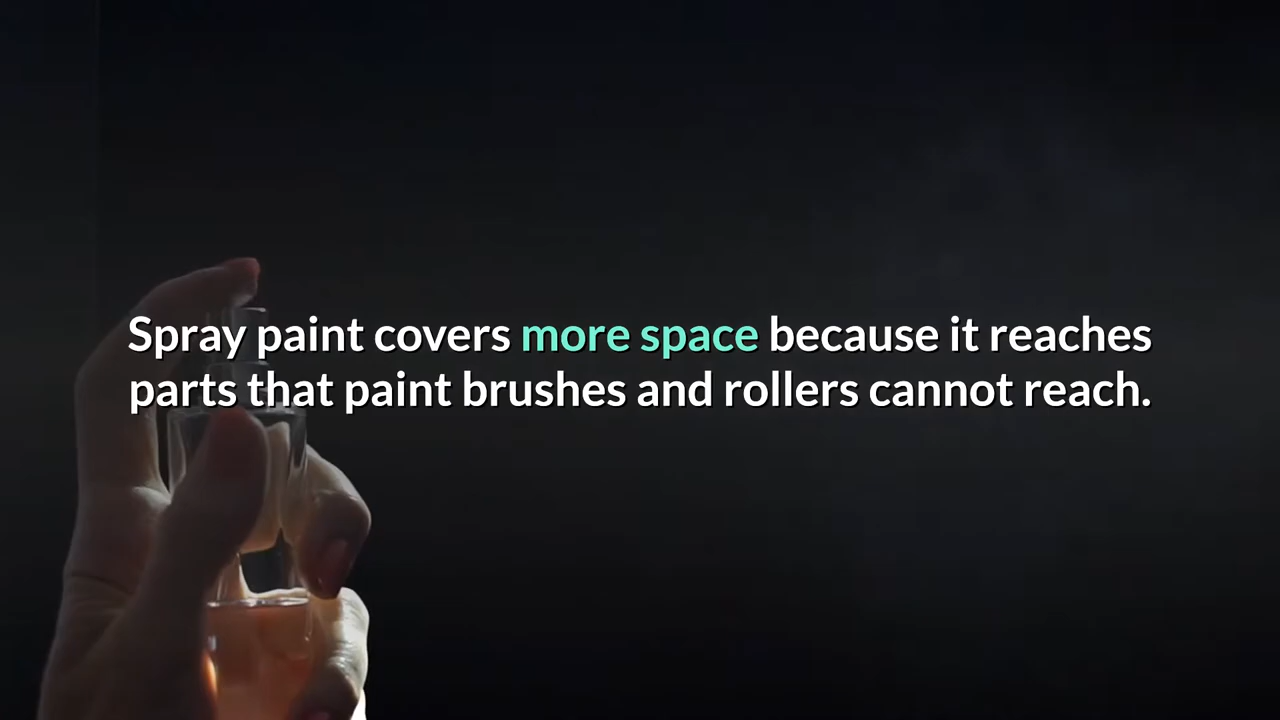 Spray paint covers more space because it reaches
parts that paint brushes and rollers cannot reach.